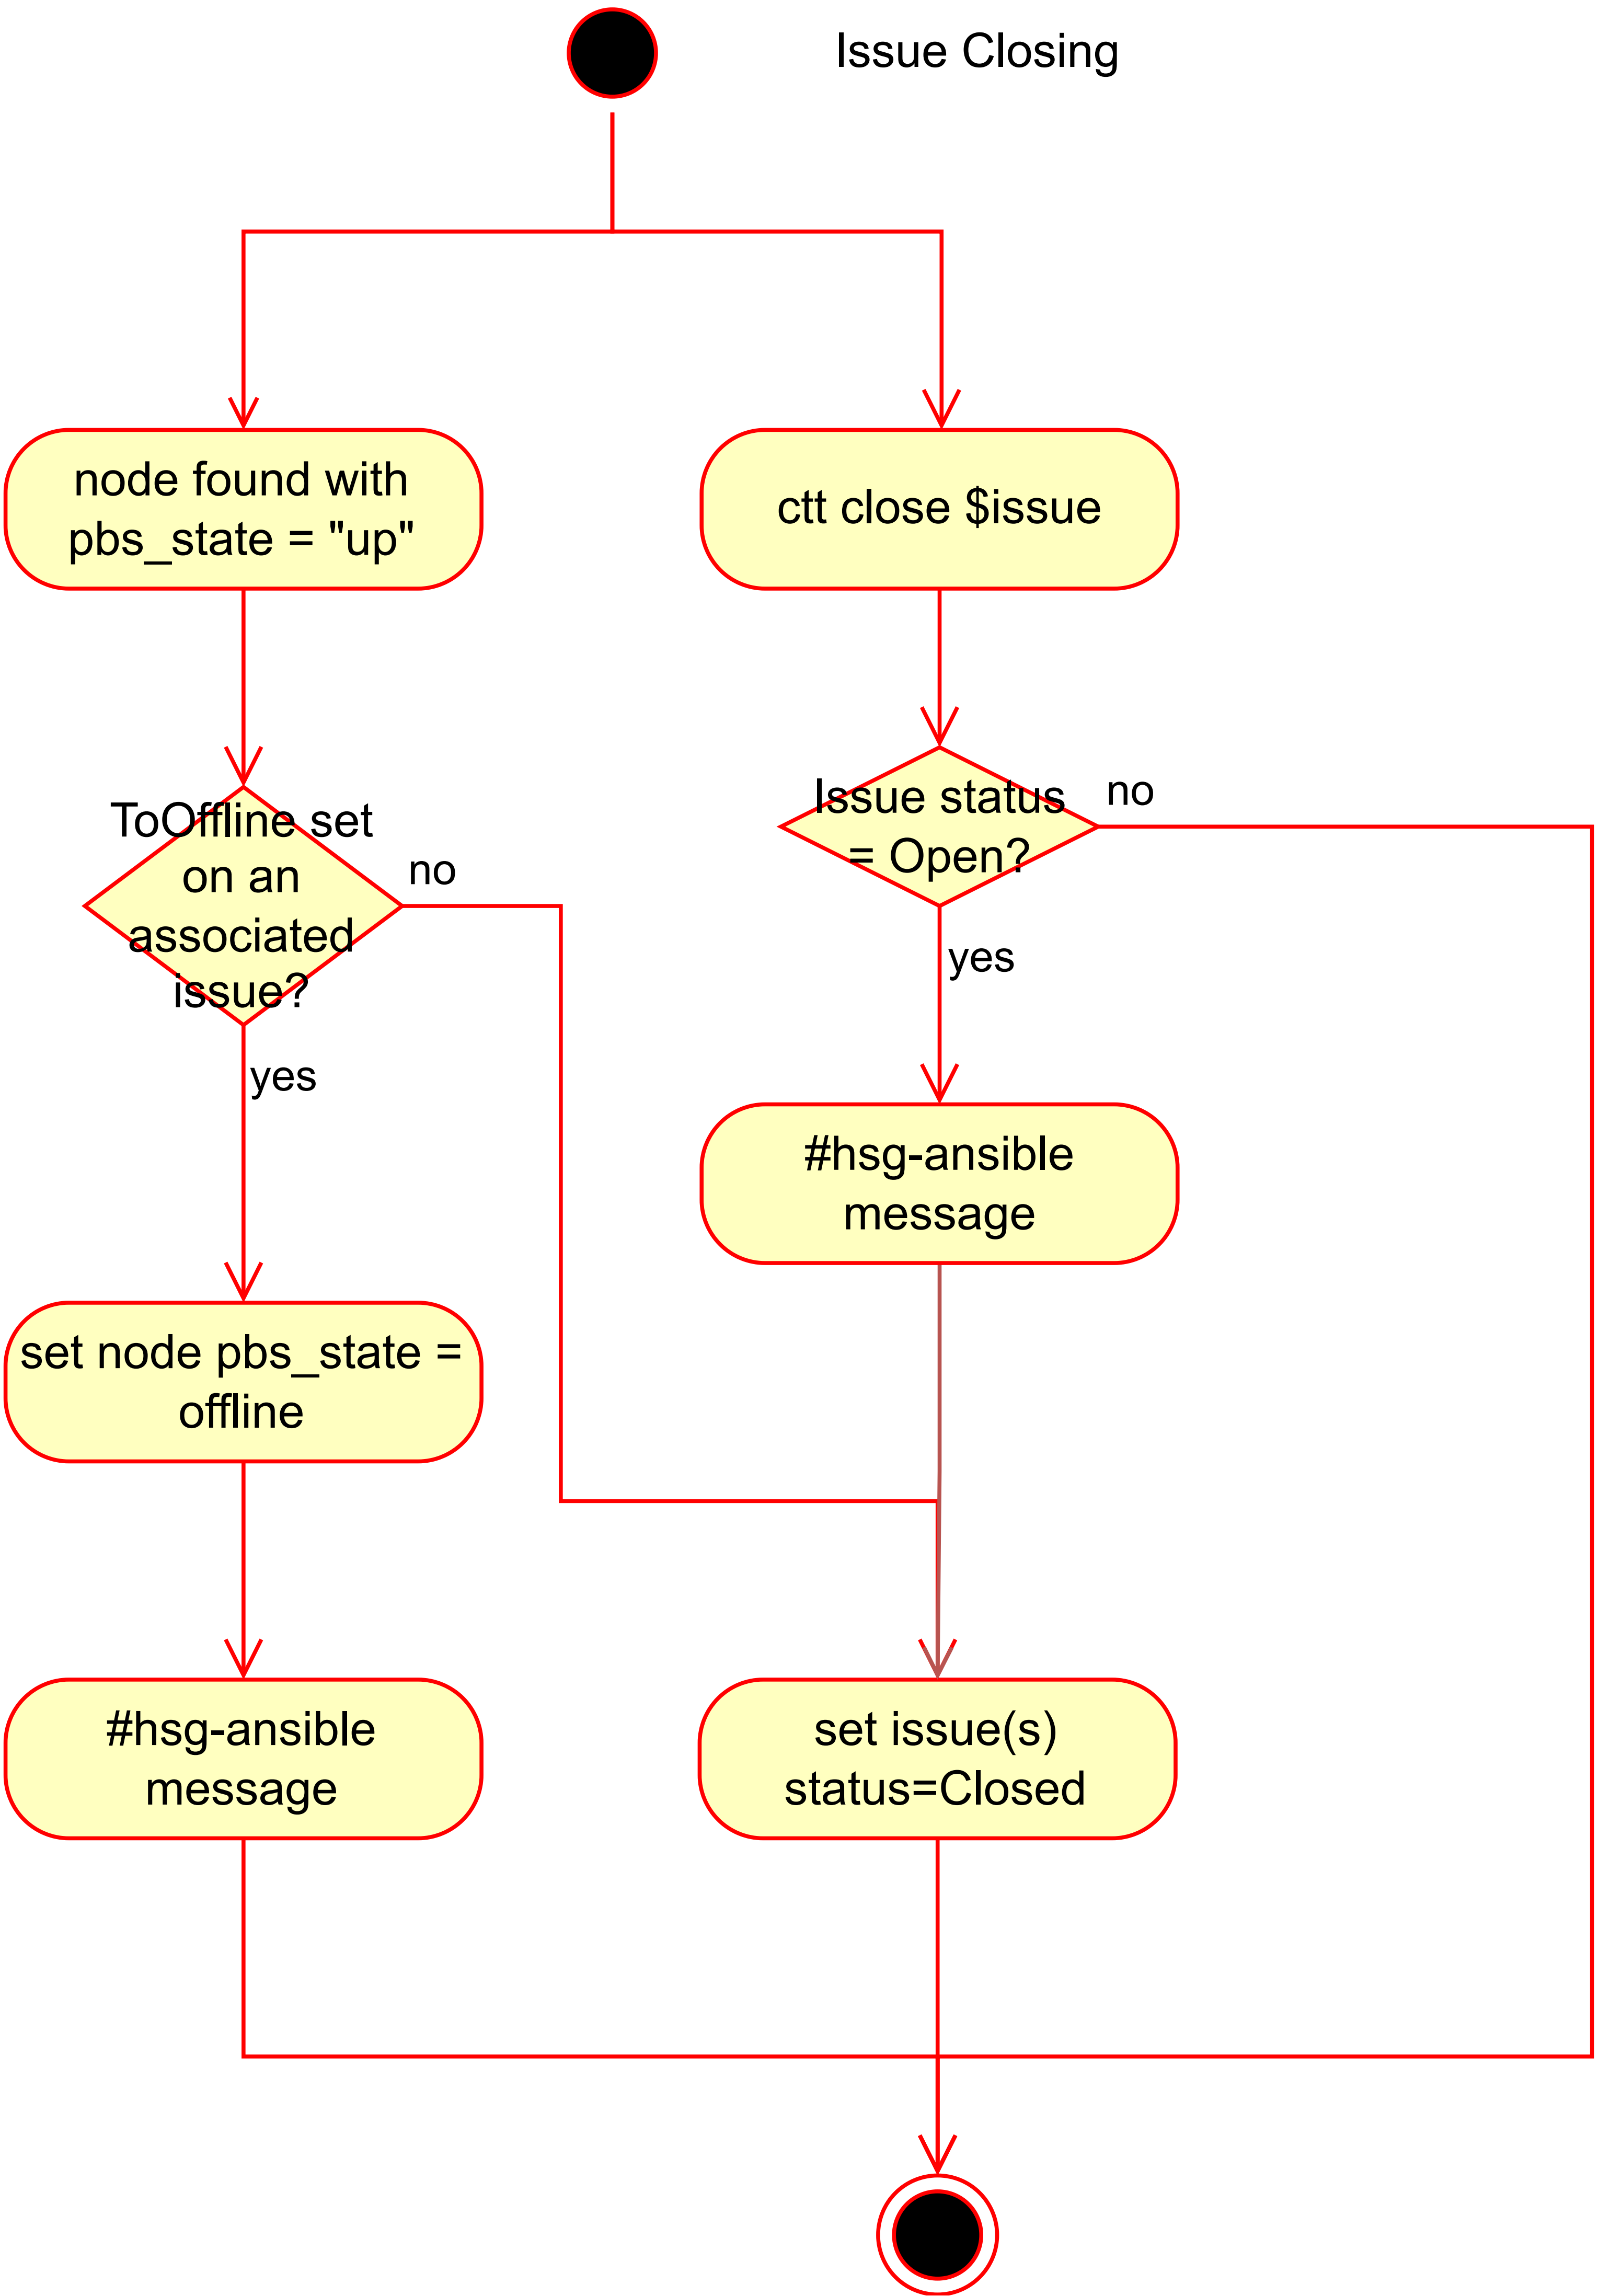 Issue Closing
node found with
pbs_state = "up"
ctt close $issue
ToOffline set
on an
associated
issue?
no
yes
Issue status
= Open?
no
yes
#hsg-ansible
message
set node pbs_state =
offline
#hsg-ansible
message
set issue(s)
status=Closed